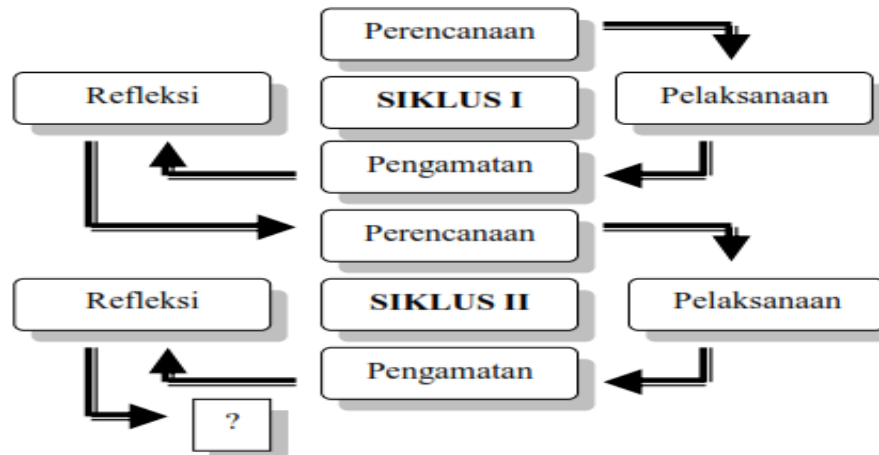 Perencanaan
Refleksi
SIKLUS I
Pelaksanaan
Pengamatan
Perencanaan
Refleksi
SIKLUS II
Pelaksanaan
Pengamatan
?